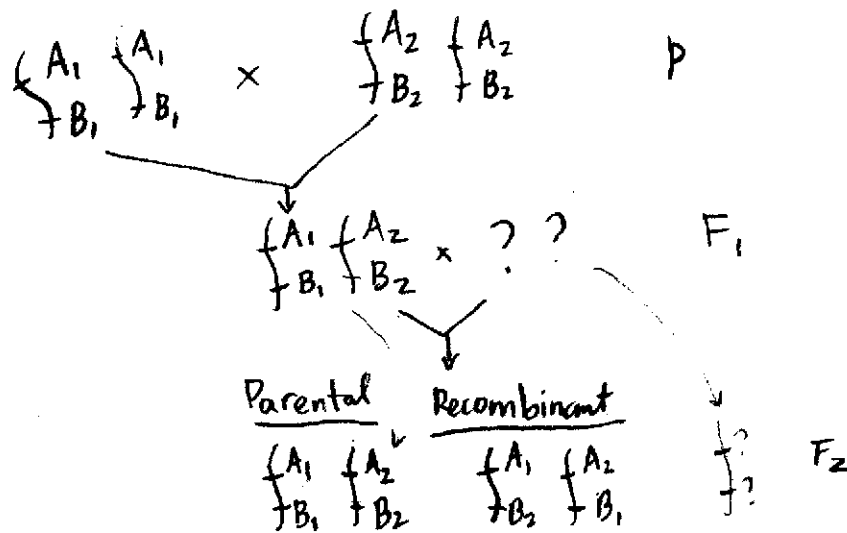 A₁ A₁ × A₂ A₂ P
B₁ B₁ B₂ B₂
A₁ A₂ × ? ? F₁
B₁ B₂
Parental Recombinant
A₁ A₂ A₁ A₂ ? F₂
B₁ B₂ B₂ B₁ ?